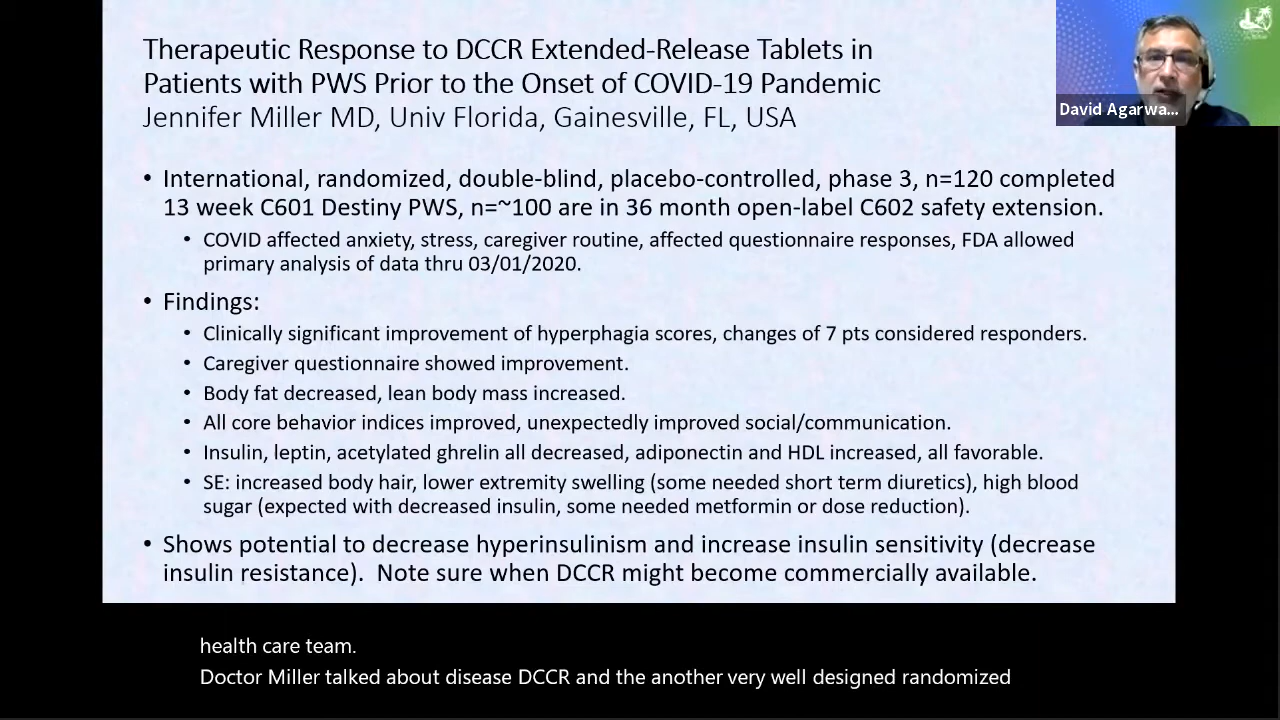 Therapeutic Response to DCCR Extended-Release Tablets in
Patients with PWS Prior to the Onset of COVID-19 Pandemic
Jennifer Miller MD, Univ Florida, Gainesville, FL, USA
David Agarwa...
• International, randomized, double-blind, placebo-controlled, phase 3, n=120 completed
13 week C601 Destiny PWS, n=~100 are in 36 month open-label C602 safety extension.
• COVID affected anxiety, stress, caregiver routine, affected questionnaire responses, FDA allowed
primary analysis of data thru 03/01/2020.
• Findings:
• Clinically significant improvement of hyperphagia scores, changes of 7 pts considered responders.
• Caregiver questionnaire showed improvement.
• Body fat decreased, lean body mass increased.
• All core behavior indices improved, unexpectedly improved social/communication.
• Insulin, leptin, acetylated ghrelin all decreased, adiponectin and HDL increased, all favorable.
• SE: increased body hair, lower extremity swelling (some needed short term diuretics), high blood
sugar (expected with decreased insulin, some needed metformin or dose reduction).
• Shows potential to decrease hyperinsulinism and increase insulin sensitivity (decrease
insulin resistance).  Note sure when DCCR might become commercially available.
health care team.
Doctor Miller talked about disease DCCR and the another very well designed randomized